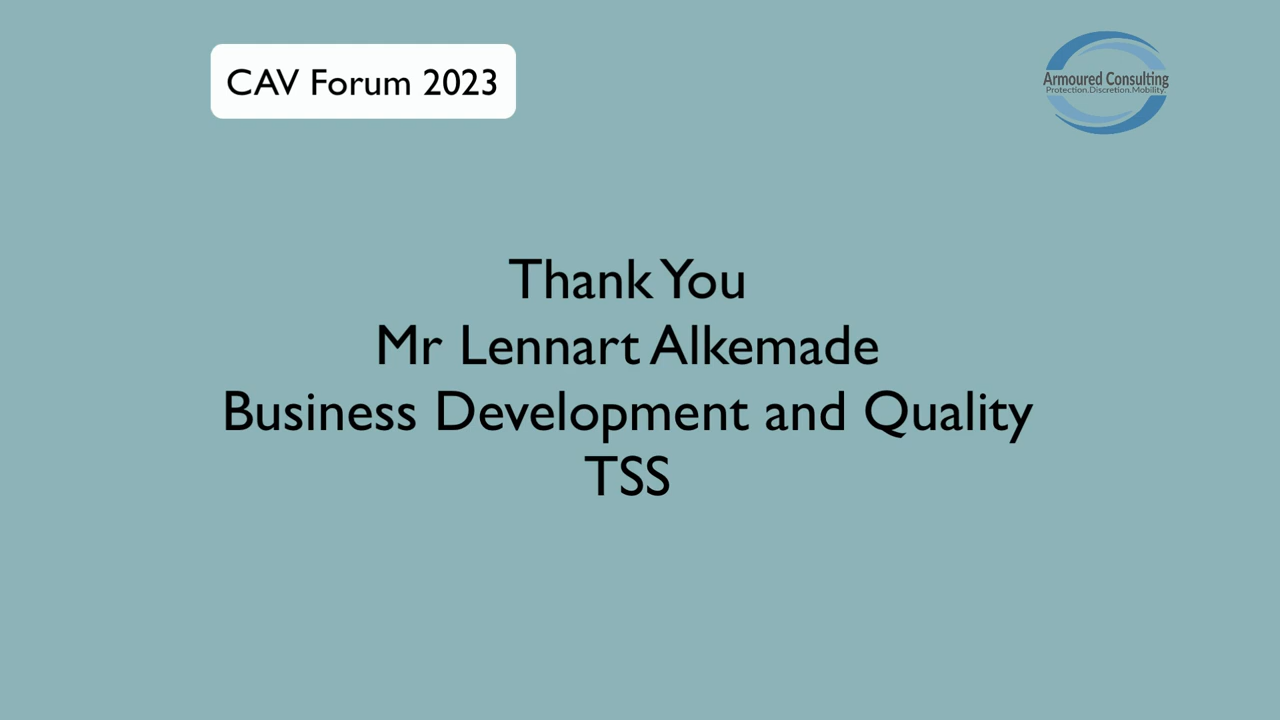 CAV Forum 2023
Armoured Consulting
Protection.Discretion.Mobility.
Thank You
Mr Lennart Alkemade
Business Development and Quality
TSS